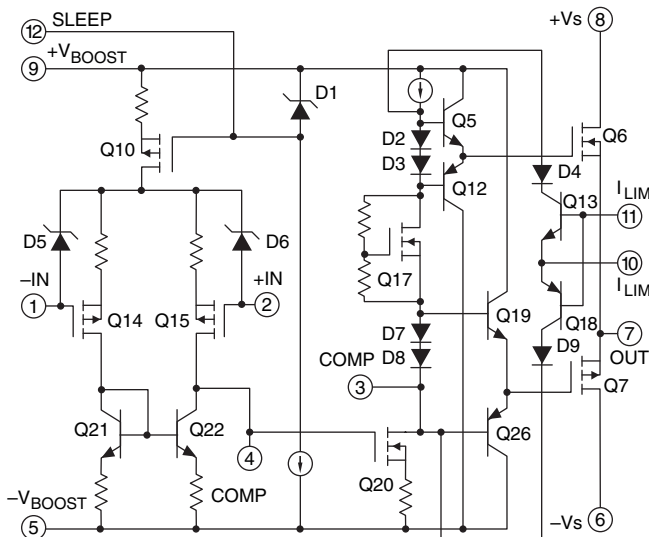 12 SLEEP
+Vs 8
9 +VBOOST
D1
Q5
Q6
D2
Q10
D3
D4
Q12
Q13
ILIM
11
D5
D6
Q17
10
ILIM
–IN
+IN
1
2
Q14
Q15
Q19
Q18
7
OUT
D7
D9
COMP
D8
3
Q7
Q21
Q22
Q26
4
Q20
COMP
–VBOOST
5
–Vs 6